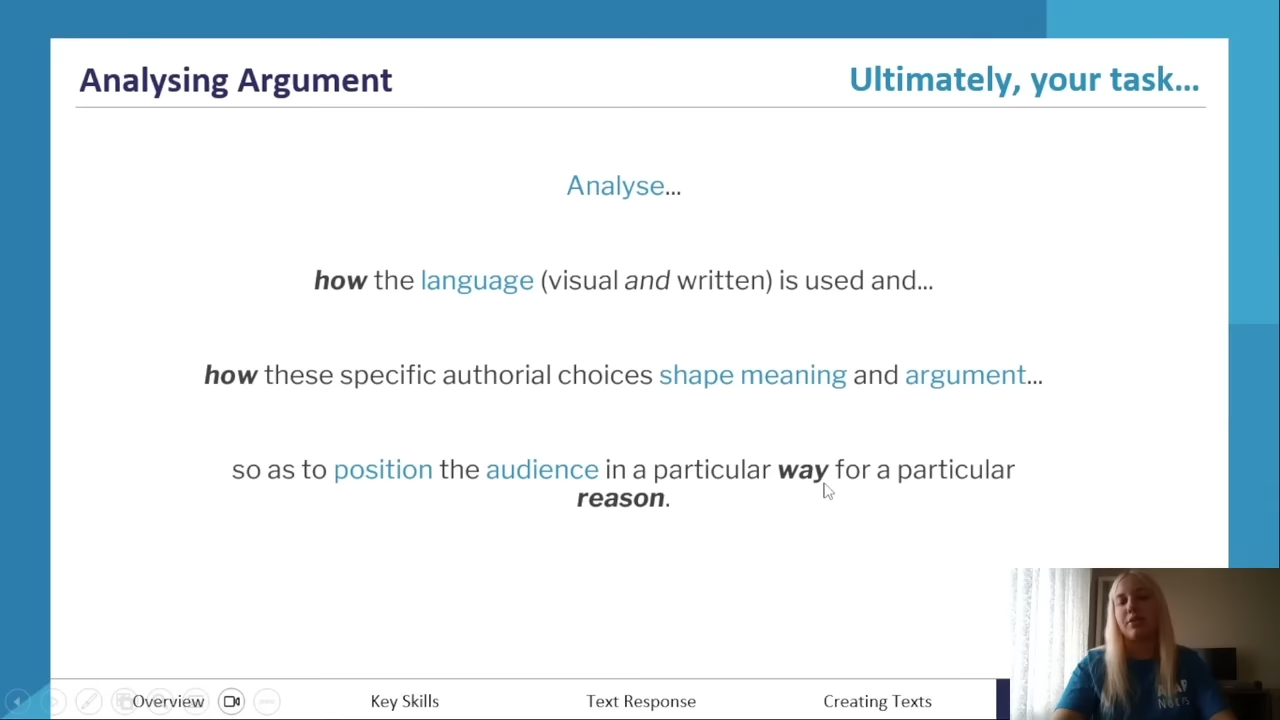 Analysing Argument
Ultimately, your task...
Analyse...
how the language (visual and written) is used and...
how these specific authorial choices shape meaning and argument...
so as to position the audience in a particular way for a particular
reason.
Overview
Key Skills
Text Response
Creating Texts